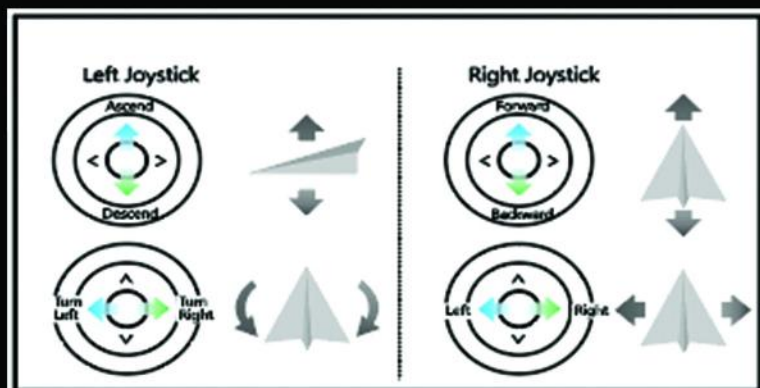 Left Joystick
Ascend
Descend
Turn Left
Turn Right
Right Joystick
Forward
Backward
Left
Right